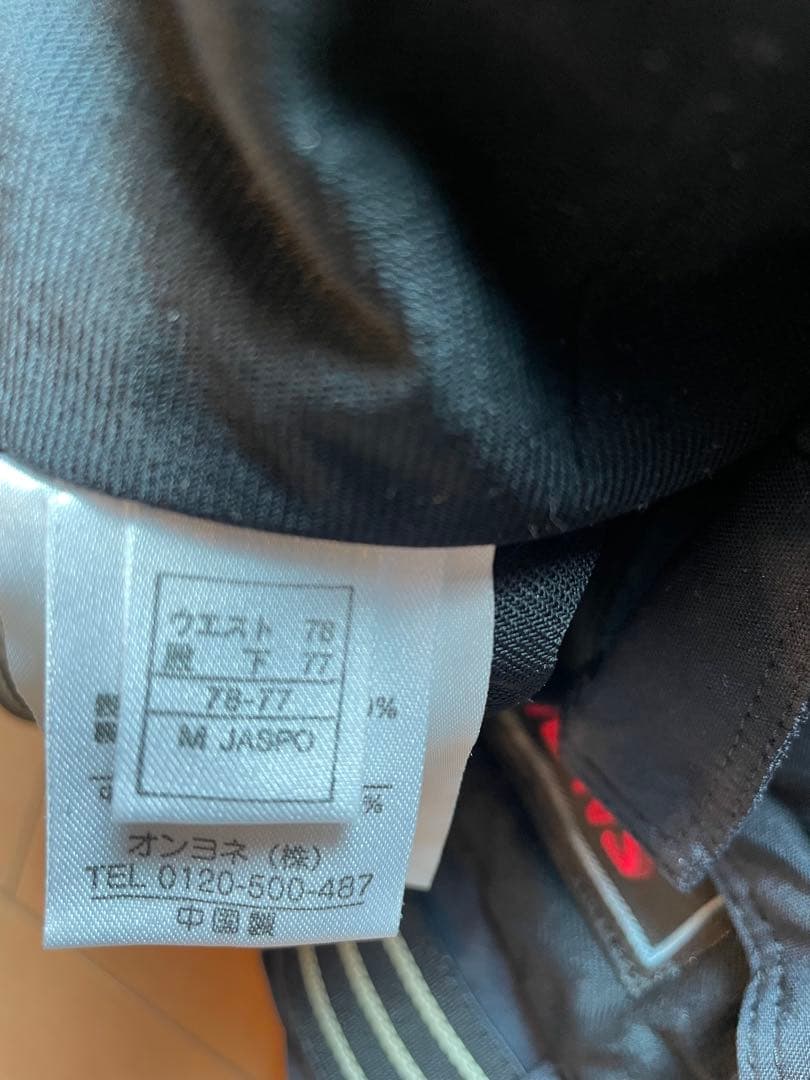 ウエスト 78
股下 77
78-77
M JASPO
%
%
オンヨネ(株)
TEL 0120-500-487
中国製